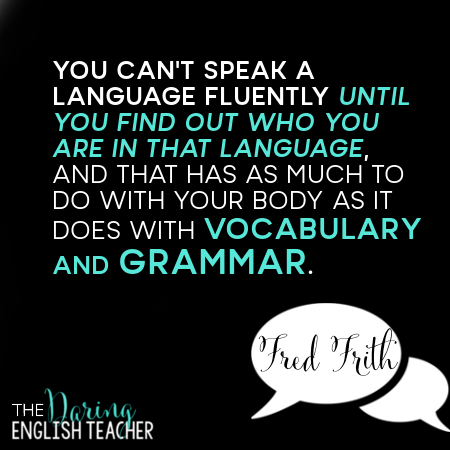 YOU CAN'T SPEAK A
LANGUAGE FLUENTLY UNTIL
YOU FIND OUT WHO YOU
ARE IN THAT LANGUAGE,
AND THAT HAS AS MUCH TO
DO WITH YOUR BODY AS IT
DOES WITH VOCABULARY
AND GRAMMAR.
Fred Frith
THE Daring
ENGLISH TEACHER